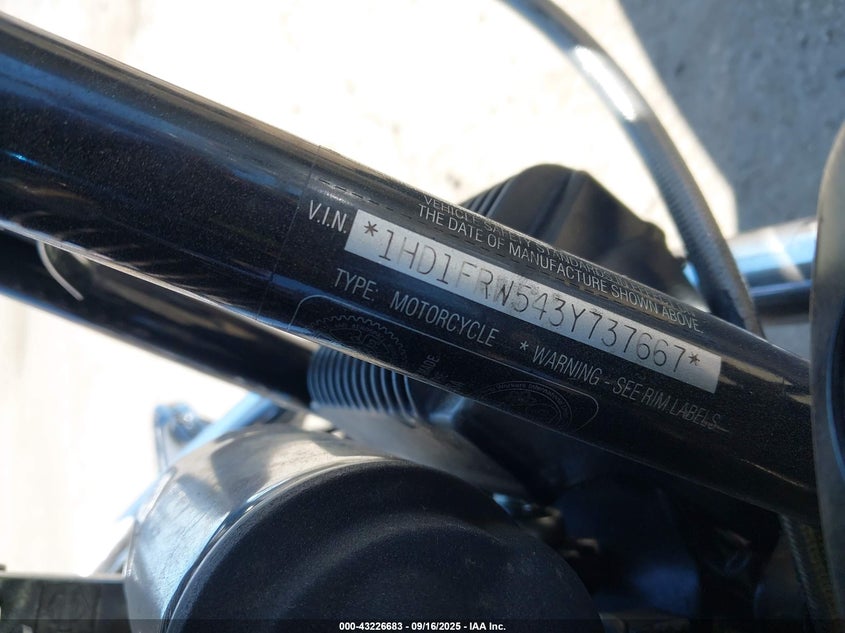 VEHICLE SAFETY STANDARDS
THE DATE OF MANUFACTURE SHOWN ABOVE.
V.I.N. *1HD1FRW543Y737667*
TYPE: MOTORCYCLE * WARNING - SEE RIM LABELS
000-43226683 - 09/16/2025 - IAA Inc.